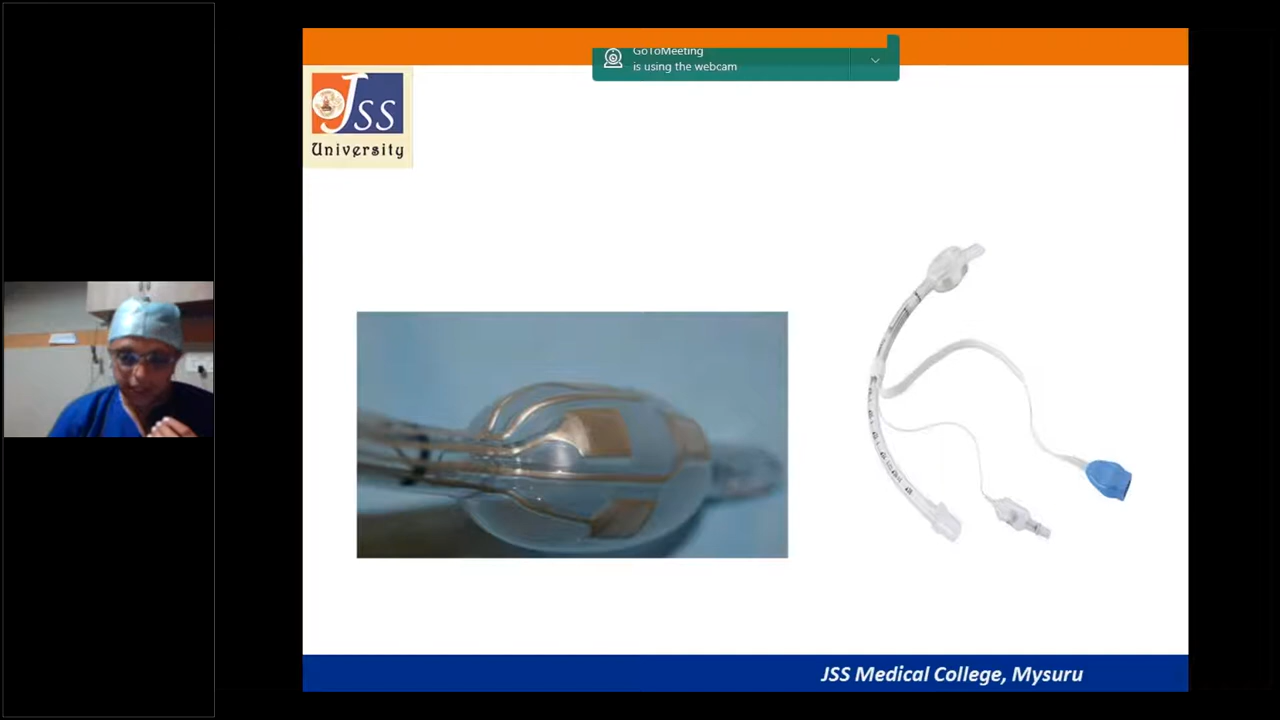 GoToMeeting
is using the webcam
JSS
University
JSS Medical College, Mysuru